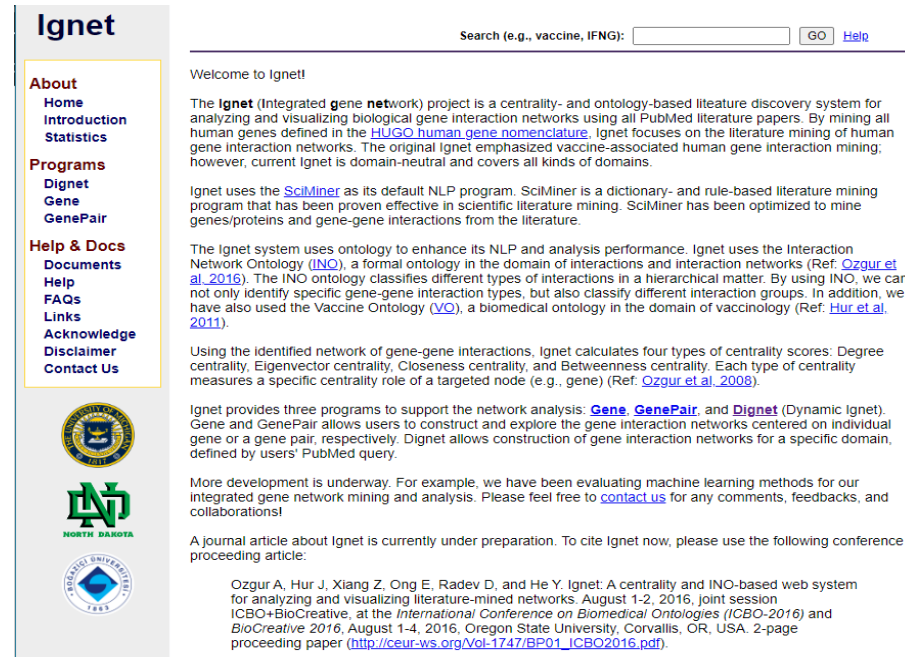 Ignet
Search (e.g., vaccine, IFNG):
GO
Help
About
Home
Introduction
Statistics
Programs
Dignet
Gene
GenePair
Help & Docs
Documents
Help
FAQs
Links
Acknowledge
Disclaimer
Contact Us
THE UNIVERSITY OF MICHIGAN
1817
ND
NORTH DAKOTA
BOĞAZİÇİ ÜNİVERSİTESİ
1863
Welcome to Ignet!
The Ignet (Integrated gene network) project is a centrality- and ontology-based liteature discovery system for
analyzing and visualizing biological gene interaction networks using all PubMed literature papers. By mining all
human genes defined in the HUGO human gene nomenclature, Ignet focuses on the literature mining of human
gene interaction networks. The original Ignet emphasized vaccine-associated human gene interaction mining;
however, current Ignet is domain-neutral and covers all kinds of domains.
Ignet uses the SciMiner as its default NLP program. SciMiner is a dictionary- and rule-based literature mining
program that has been proven effective in scientific literature mining. SciMiner has been optimized to mine
genes/proteins and gene-gene interactions from the literature.
The Ignet system uses ontology to enhance its NLP and analysis performance. Ignet uses the Interaction
Network Ontology (INO), a formal ontology in the domain of interactions and interaction networks (Ref: Ozgur et
al, 2016). The INO ontology classifies different types of interactions in a hierarchical matter. By using INO, we can
not only identify specific gene-gene interaction types, but also classify different interaction groups. In addition, we
have also used the Vaccine Ontology (VO), a biomedical ontology in the domain of vaccinology (Ref: Hur et al,
2011).
Using the identified network of gene-gene interactions, Ignet calculates four types of centrality scores: Degree
centrality, Eigenvector centrality, Closeness centrality, and Betweenness centrality. Each type of centrality
measures a specific centrality role of a targeted node (e.g., gene) (Ref: Ozgur et al, 2008).
Ignet provides three programs to support the network analysis: Gene, GenePair, and Dignet (Dynamic Ignet).
Gene and GenePair allows users to construct and explore the gene interaction networks centered on individual
gene or a gene pair, respectively. Dignet allows construction of gene interaction networks for a specific domain,
defined by users' PubMed query.
More development is underway. For example, we have been evaluating machine learning methods for our
integrated gene network mining and analysis. Please feel free to contact us for any comments, feedbacks, and
collaborations!
A journal article about Ignet is currently under preparation. To cite Ignet now, please use the following conference
proceeding article:
Ozgur A, Hur J, Xiang Z, Ong E, Radev D, and He Y. Ignet: A centrality and INO-based web system
for analyzing and visualizing literature-mined networks. August 1-2, 2016, joint session
ICBO+BioCreative, at the International Conference on Biomedical Ontologies (ICBO-2016) and
BioCreative 2016, August 1-4, 2016, Oregon State University, Corvallis, OR, USA. 2-page
proceeding paper (http://ceur-ws.org/Vol-1747/BP01_ICBO2016.pdf).